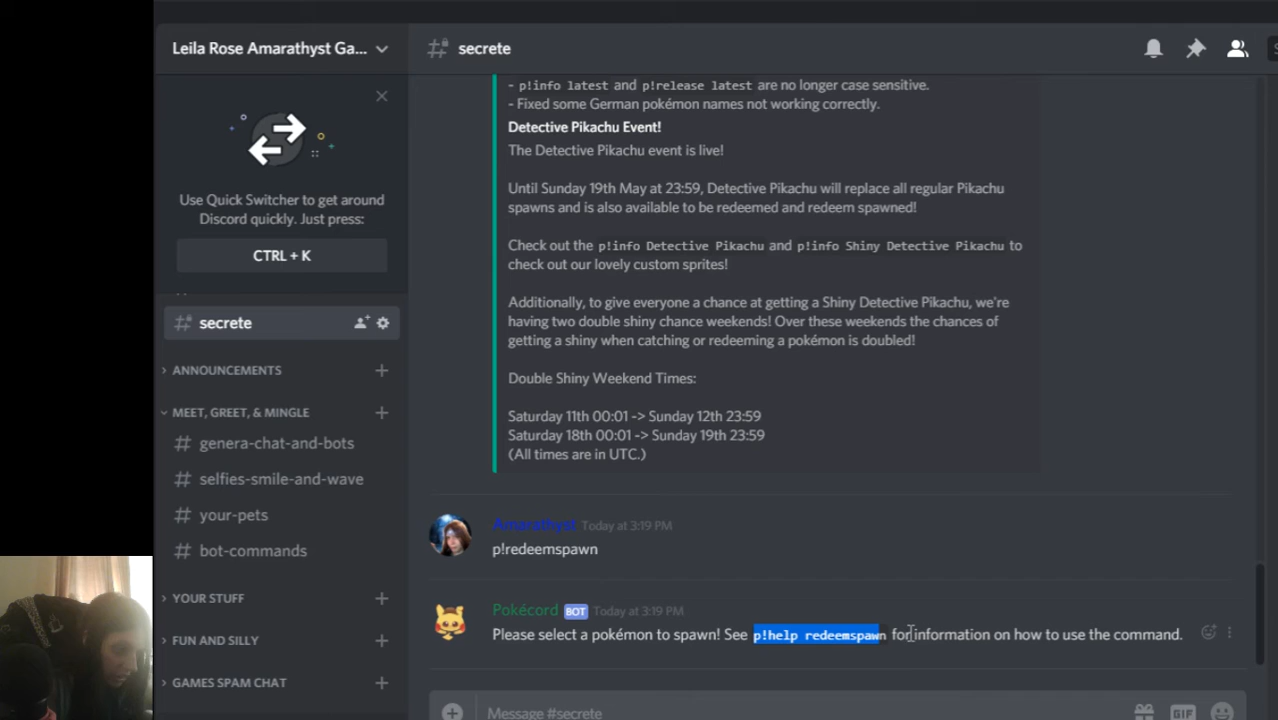 Leila Rose Amarathyst Ga...
secrete
Use Quick Switcher to get around
Discord quickly. Just press:
CTRL + K
secrete
ANNOUNCEMENTS
MEET, GREET, & MINGLE
genera-chat-and-bots
selfies-smile-and-wave
your-pets
bot-commands
YOUR STUFF
FUN AND SILLY
GAMES SPAM CHAT
- p!info latest and p!release latest are no longer case sensitive.
- Fixed some German pokémon names not working correctly.
Detective Pikachu Event!
The Detective Pikachu event is live!
Until Sunday 19th May at 23:59, Detective Pikachu will replace all regular Pikachu
spawns and is also available to be redeemed and redeem spawned!
Check out the p!info Detective Pikachu and p!info Shiny Detective Pikachu to
check out our lovely custom sprites!
Additionally, to give everyone a chance at getting a Shiny Detective Pikachu, we're
having two double shiny chance weekends! Over these weekends the chances of
getting a shiny when catching or redeeming a pokémon is doubled!
Double Shiny Weekend Times:
Saturday 11th 00:01 -> Sunday 12th 23:59
Saturday 18th 00:01 -> Sunday 19th 23:59
(All times are in UTC.)
Amarathyst Today at 3:19 PM
p!redeemspawn
Pokécord BOT Today at 3:19 PM
Please select a pokémon to spawn! See p!help redeemspawn for information on how to use the command.
Message #secrete
GIF